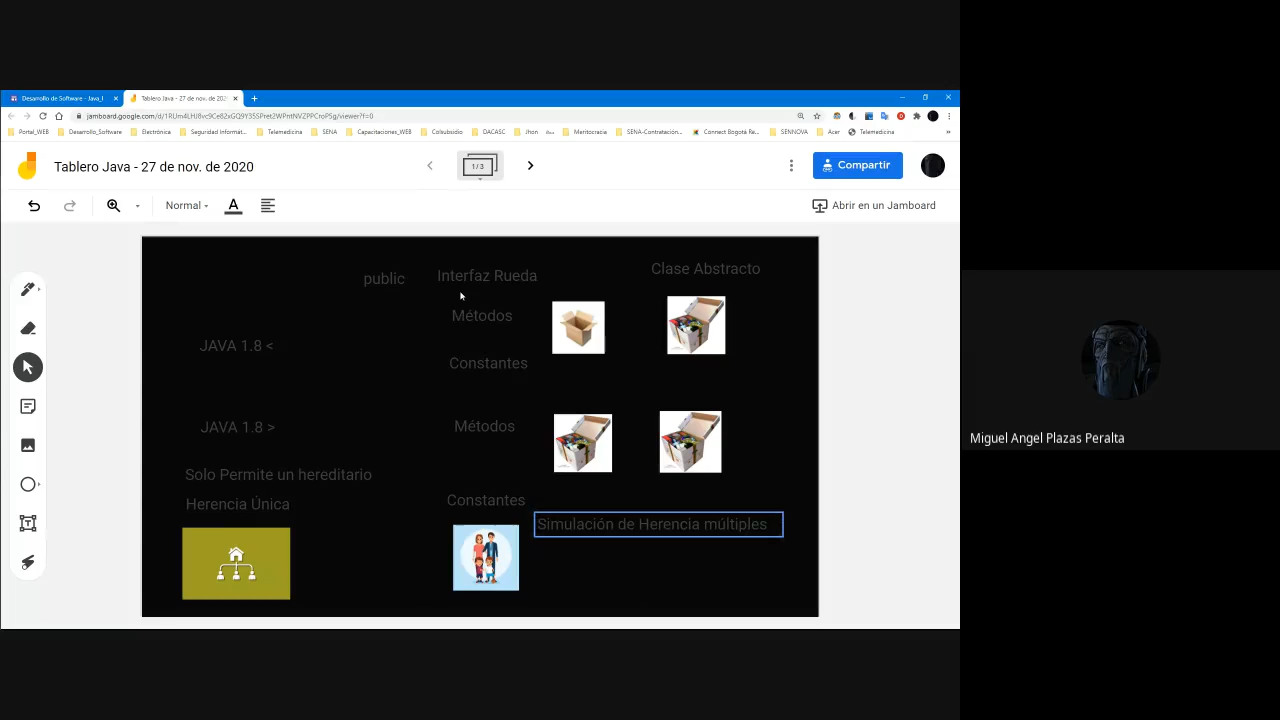 Desarrollo de Software - Java_I
Tablero Java - 27 de nov. de 202
Portal_WEB
Desarrollo_Software
Electrónica
Seguridad Informát...
Telemedicina
SENA
Capacitaciones_WEB
Colsubsidio
DACASC
Jhon
Meritocracia
SENA-Contratación...
Connect Bogotá Re...
SENNOVA
Acer
Telemedicina
Tablero Java - 27 de nov. de 2020
1/3
Compartir
Normal
A
Abrir en un Jamboard
public
Interfaz Rueda
Clase Abstracto
Métodos
JAVA 1.8 <
Constantes
JAVA 1.8 >
Métodos
Solo Permite un hereditario
Herencia Única
Constantes
Simulación de Herencia múltiples
Miguel Angel Plazas Peralta